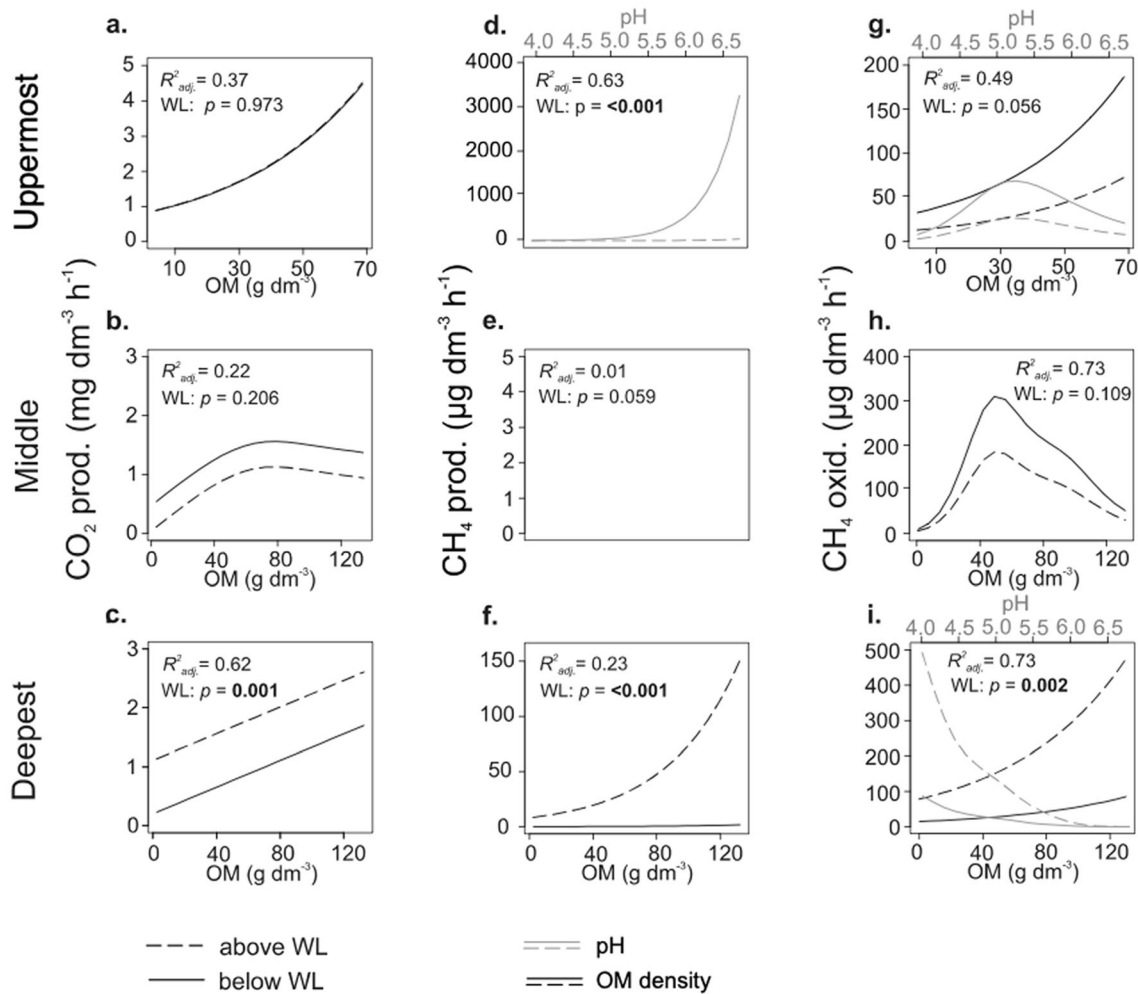 Uppermost
Middle
Deepest
CO2 prod. (mg dm-3 h-1)
CH4 prod. (µg dm-3 h-1)
CH4 oxid. (µg dm-3 h-1)
a.
R2adj.= 0.37
WL: p = 0.973
5
4
3
2
1
0
10 30 50 70
OM (g dm-3)
d.
pH
4.0 4.5 5.0 5.5 6.0 6.5
R2adj.= 0.63
WL: p = <0.001
4000
3000
2000
1000
0
g.
pH
4.0 4.5 5.0 5.5 6.0 6.5
R2adj.= 0.49
WL: p = 0.056
200
150
100
50
0
10 30 50 70
OM (g dm-3)
b.
R2adj.= 0.22
WL: p = 0.206
3
2
1
0
0 40 80 120
OM (g dm-3)
e.
R2adj.= 0.01
WL: p = 0.059
5
4
3
2
1
0
h.
R2adj.= 0.73
WL: p = 0.109
400
300
200
100
0
0 40 80 120
OM (g dm-3)
c.
R2adj.= 0.62
WL: p = 0.001
3
2
1
0
0 40 80 120
OM (g dm-3)
f.
R2adj.= 0.23
WL: p = <0.001
150
100
50
0
0 40 80 120
OM (g dm-3)
i.
pH
4.0 4.5 5.0 5.5 6.0 6.5
R2adj.= 0.73
WL: p = 0.002
500
400
300
200
100
0
0 40 80 120
OM (g dm-3)
above WL
below WL
pH
OM density